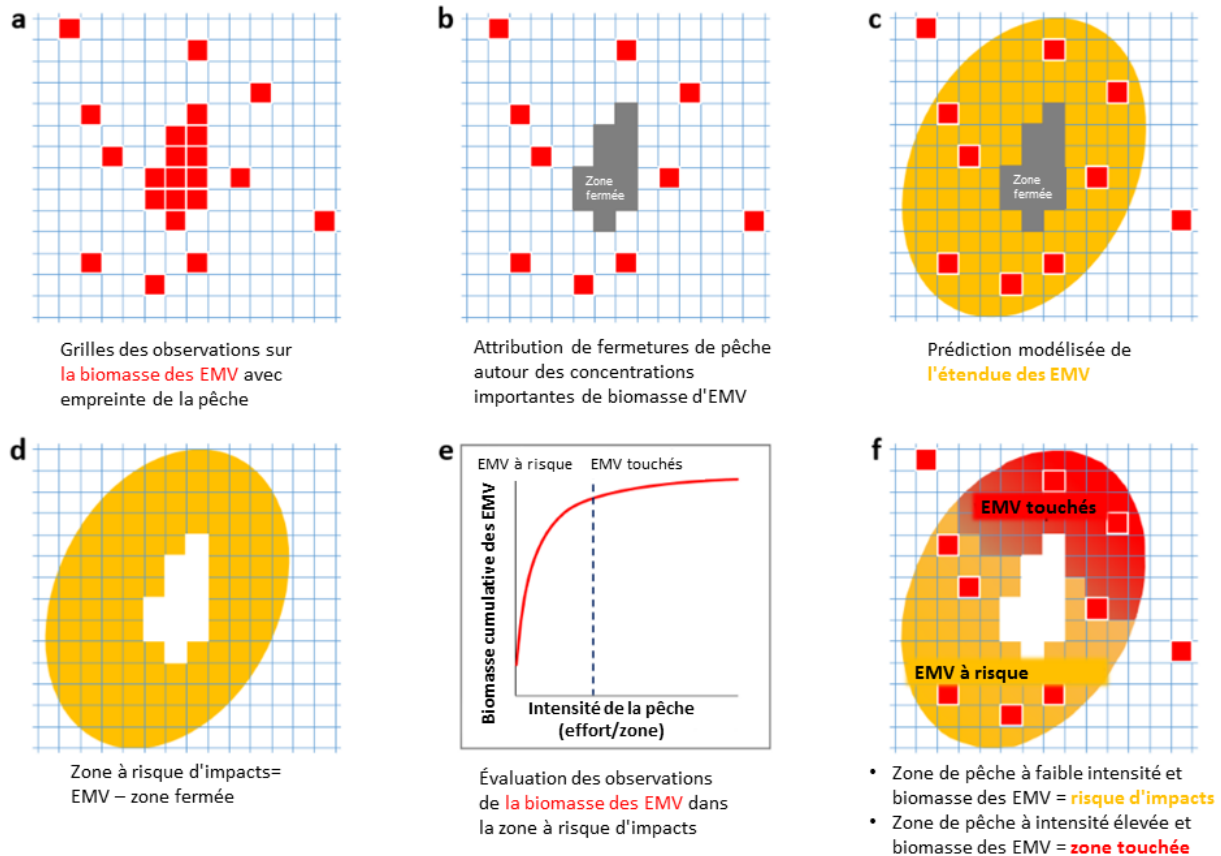 a
b
c
Zone
fermée
Zone
fermée
Grilles des observations sur
la biomasse des EMV avec
empreinte de la pêche
Attribution de fermetures de pêche
autour des concentrations
importantes de biomasse d'EMV
Prédiction modélisée de
l'étendue des EMV
d
e
f
EMV à risque
EMV touchés
Biomasse cumulative des EMV
Intensité de la pêche
(effort/zone)
EMV touchés
EMV à risque
Zone à risque d'impacts=
EMV – zone fermée
Évaluation des observations
de la biomasse des EMV dans
la zone à risque d'impacts
• Zone de pêche à faible intensité et
biomasse des EMV = risque d'impacts
• Zone de pêche à intensité élevée et
biomasse des EMV = zone touchée